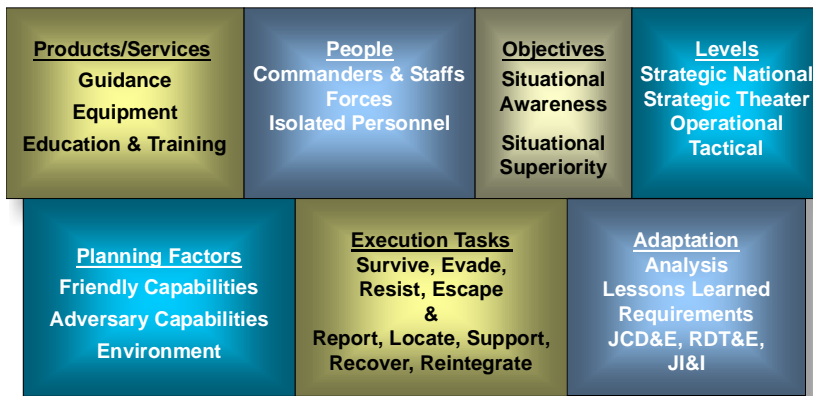 Products/Services
Guidance
Equipment
Education & Training
People
Commanders & Staffs
Forces
Isolated Personnel
Objectives
Situational
Awareness
Situational
Superiority
Levels
Strategic National
Strategic Theater
Operational
Tactical
Planning Factors
Friendly Capabilities
Adversary Capabilities
Environment
Execution Tasks
Survive, Evade,
Resist, Escape
&
Report, Locate, Support,
Recover, Reintegrate
Adaptation
Analysis
Lessons Learned
Requirements
JCD&E, RDT&E,
JI&I